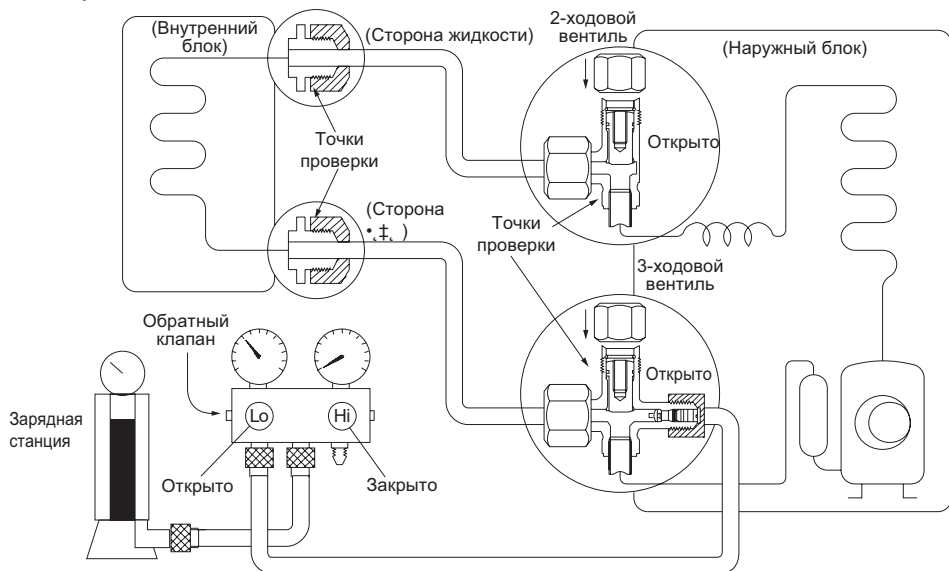 (Внутренний
блок)
(Сторона жидкости)
2-ходовой
вентиль
(Наружный блок)
Точки
проверки
Открыто
(Сторона
Точки
проверки
3-ходовой
вентиль
Обратный
клапан
Открыто
Зарядная
станция
Lo
Hi
Открыто
Закрыто